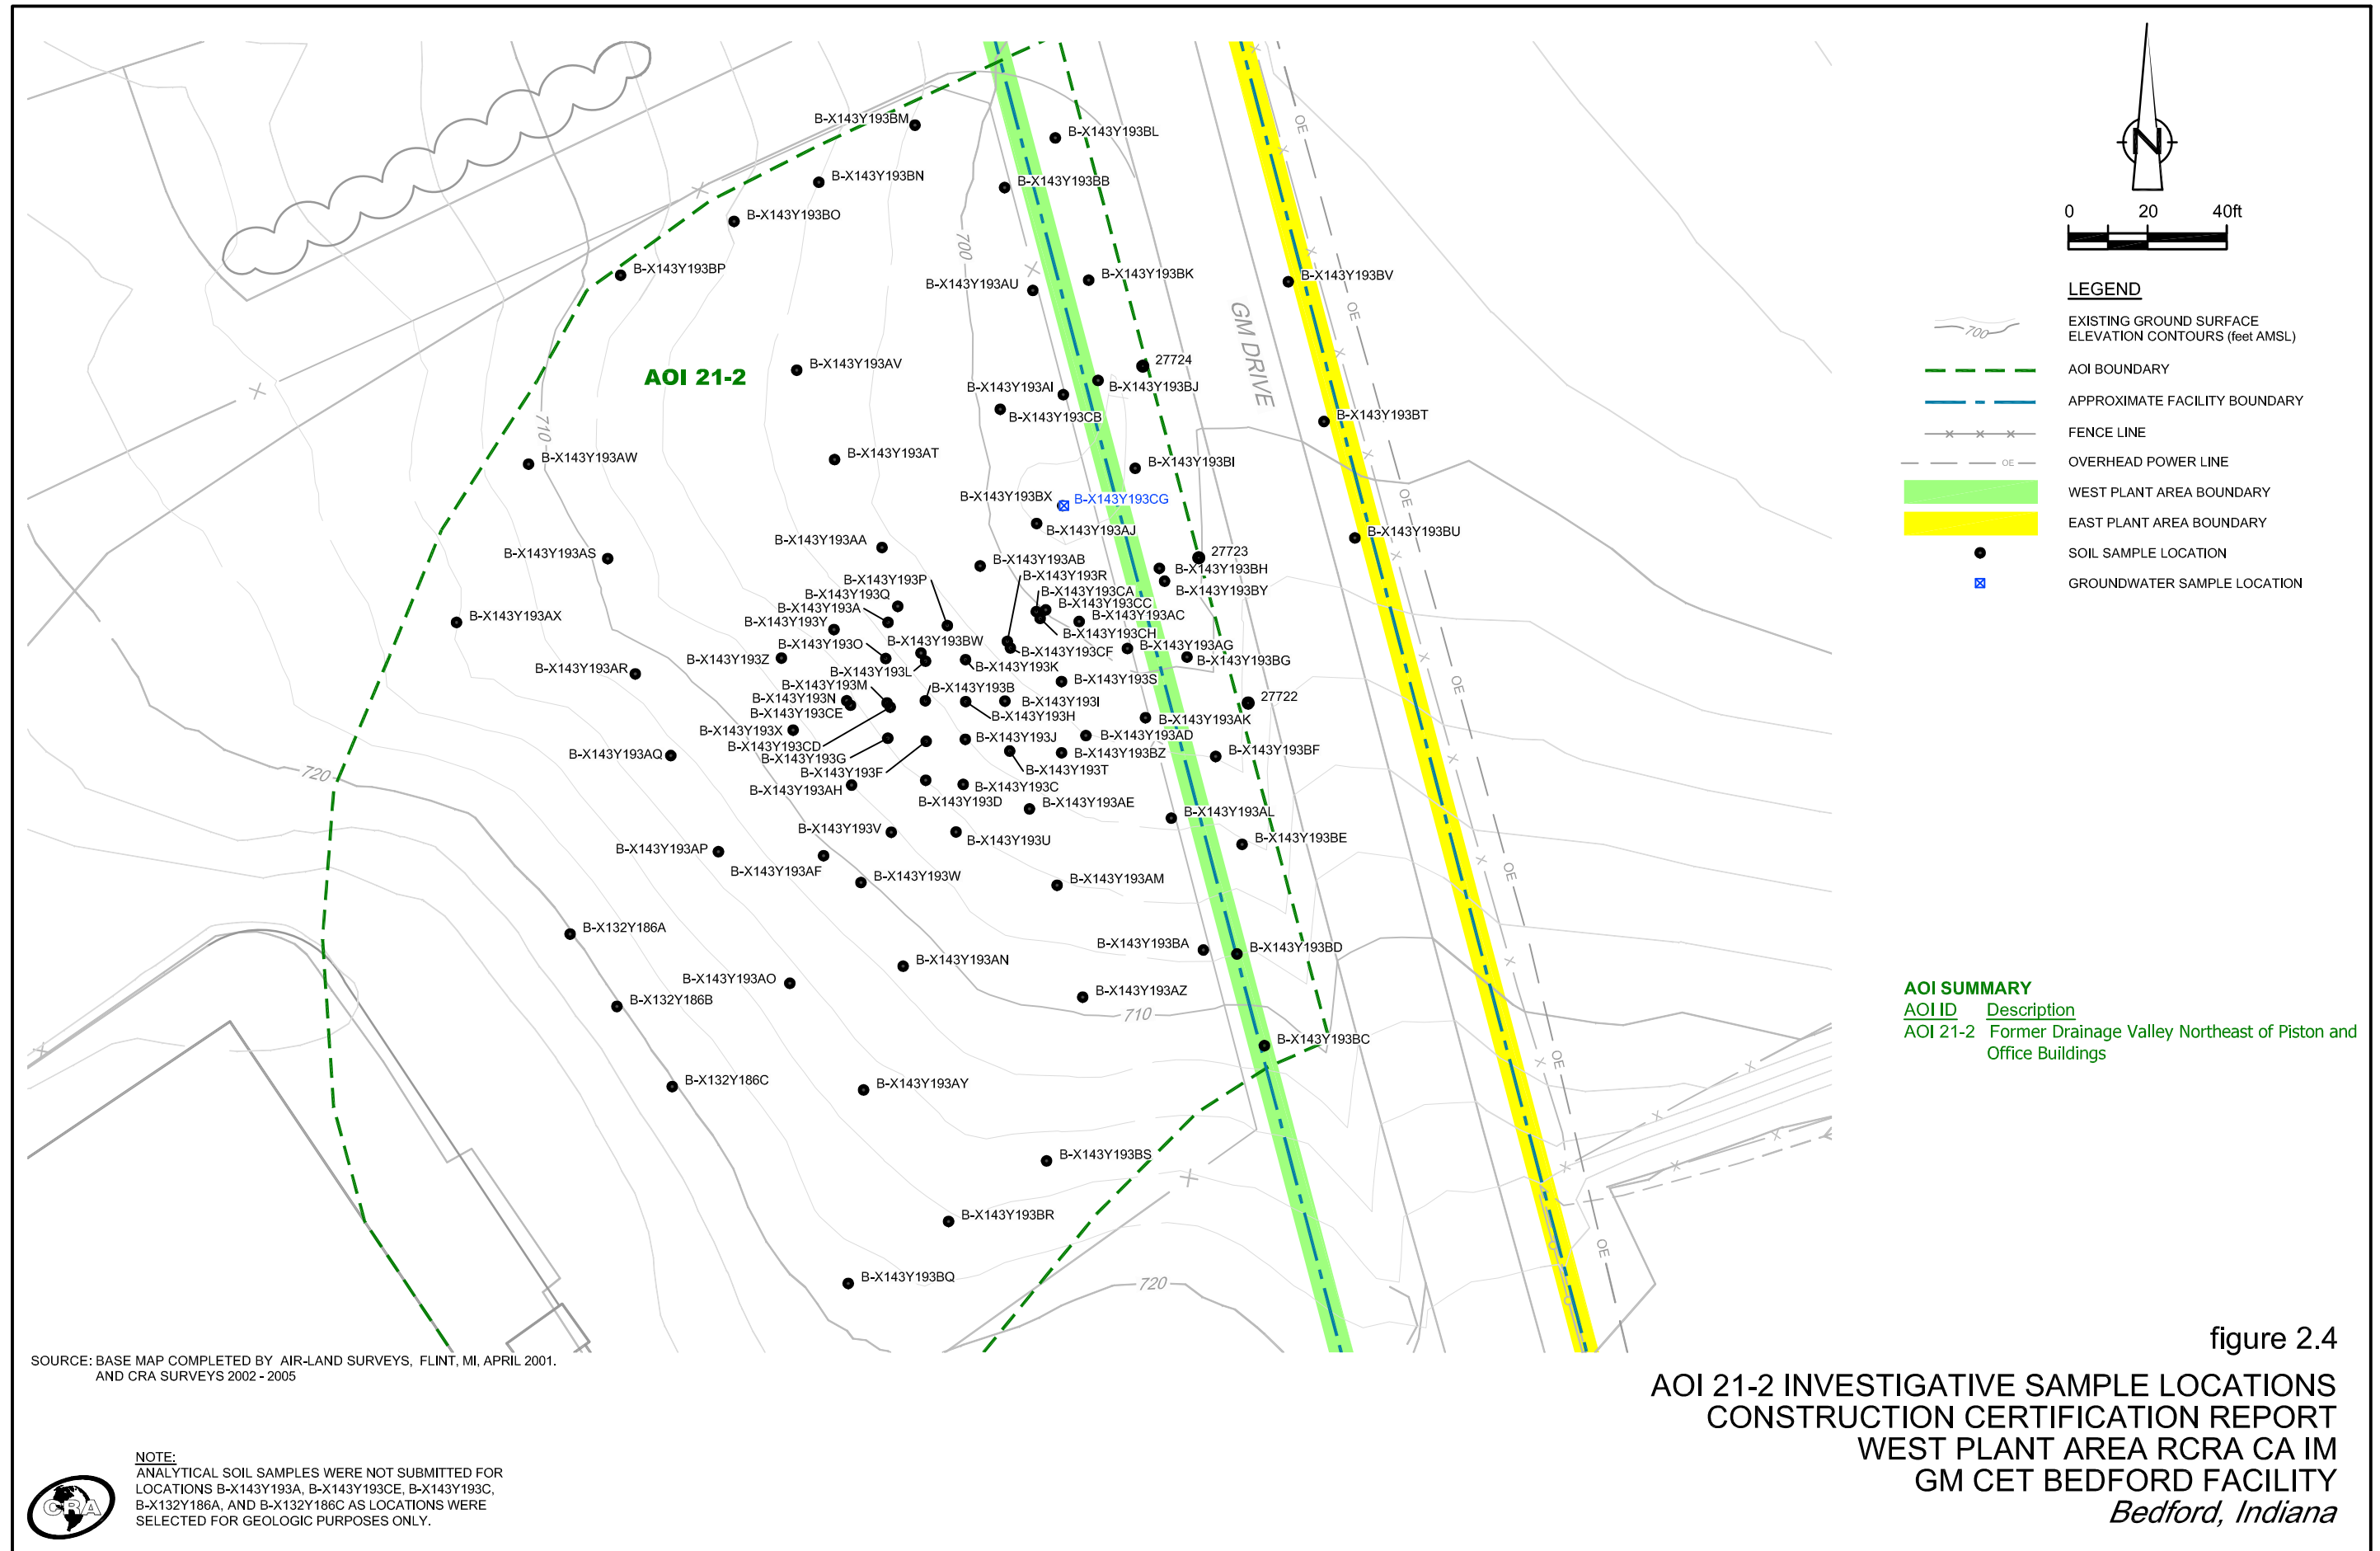 B-X143Y193BM
B-X143Y193BL
B-X143Y193BN
B-X143Y193BB
B-X143Y193BO
B-X143Y193BP
B-X143Y193BK
B-X143Y193AU
B-X143Y193BV
700
GM DRIVE
OE
OE
AOI 21-2
B-X143Y193AV
27724
B-X143Y193AI
B-X143Y193BJ
B-X143Y193CB
B-X143Y193BT
710
B-X143Y193AW
B-X143Y193AT
B-X143Y193BI
B-X143Y193BX
B-X143Y193CG
OE
B-X143Y193AJ
B-X143Y193BU
B-X143Y193AA
B-X143Y193AS
27723
B-X143Y193AB
B-X143Y193BH
B-X143Y193R
B-X143Y193P
B-X143Y193CA
B-X143Y193BY
B-X143Y193Q
B-X143Y193CC
B-X143Y193A
B-X143Y193AC
B-X143Y193AX
B-X143Y193Y
B-X143Y193CH
B-X143Y193O
B-X143Y193BW
B-X143Y193AG
B-X143Y193CF
B-X143Y193Z
B-X143Y193BG
B-X143Y193K
B-X143Y193AR
B-X143Y193L
B-X143Y193S
OE
B-X143Y193M
B-X143Y193B
B-X143Y193N
B-X143Y193I
27722
B-X143Y193CE
B-X143Y193H
B-X143Y193AK
B-X143Y193X
B-X143Y193J
B-X143Y193AD
B-X143Y193CD
B-X143Y193AQ
B-X143Y193G
B-X143Y193BZ
B-X143Y193BF
B-X143Y193F
B-X143Y193T
720
B-X143Y193AH
B-X143Y193C
B-X143Y193D
B-X143Y193AE
B-X143Y193AL
B-X143Y193V
B-X143Y193U
B-X143Y193BE
B-X143Y193AP
B-X143Y193AF
OE
B-X143Y193W
B-X143Y193AM
B-X132Y186A
B-X143Y193BA
B-X143Y193BD
B-X143Y193AN
B-X143Y193AO
B-X143Y193AZ
B-X132Y186B
710
B-X143Y193BC
OE
B-X132Y186C
B-X143Y193AY
B-X143Y193BS
B-X143Y193BR
OE
B-X143Y193BQ
720
N
0 20 40ft
LEGEND
700
EXISTING GROUND SURFACE
ELEVATION CONTOURS (feet AMSL)
AOI BOUNDARY
APPROXIMATE FACILITY BOUNDARY
FENCE LINE
OE
OVERHEAD POWER LINE
WEST PLANT AREA BOUNDARY
EAST PLANT AREA BOUNDARY
SOIL SAMPLE LOCATION
GROUNDWATER SAMPLE LOCATION
AOI SUMMARY
AOI ID Description
AOI 21-2 Former Drainage Valley Northeast of Piston and
Office Buildings
SOURCE: BASE MAP COMPLETED BY AIR-LAND SURVEYS, FLINT, MI, APRIL 2001.
AND CRA SURVEYS 2002 - 2005
figure 2.4
AOI 21-2 INVESTIGATIVE SAMPLE LOCATIONS
CONSTRUCTION CERTIFICATION REPORT
WEST PLANT AREA RCRA CA IM
GM CET BEDFORD FACILITY
Bedford, Indiana
CRA
NOTE:
ANALYTICAL SOIL SAMPLES WERE NOT SUBMITTED FOR
LOCATIONS B-X143Y193A, B-X143Y193CE, B-X143Y193C,
B-X132Y186A, AND B-X132Y186C AS LOCATIONS WERE
SELECTED FOR GEOLOGIC PURPOSES ONLY.